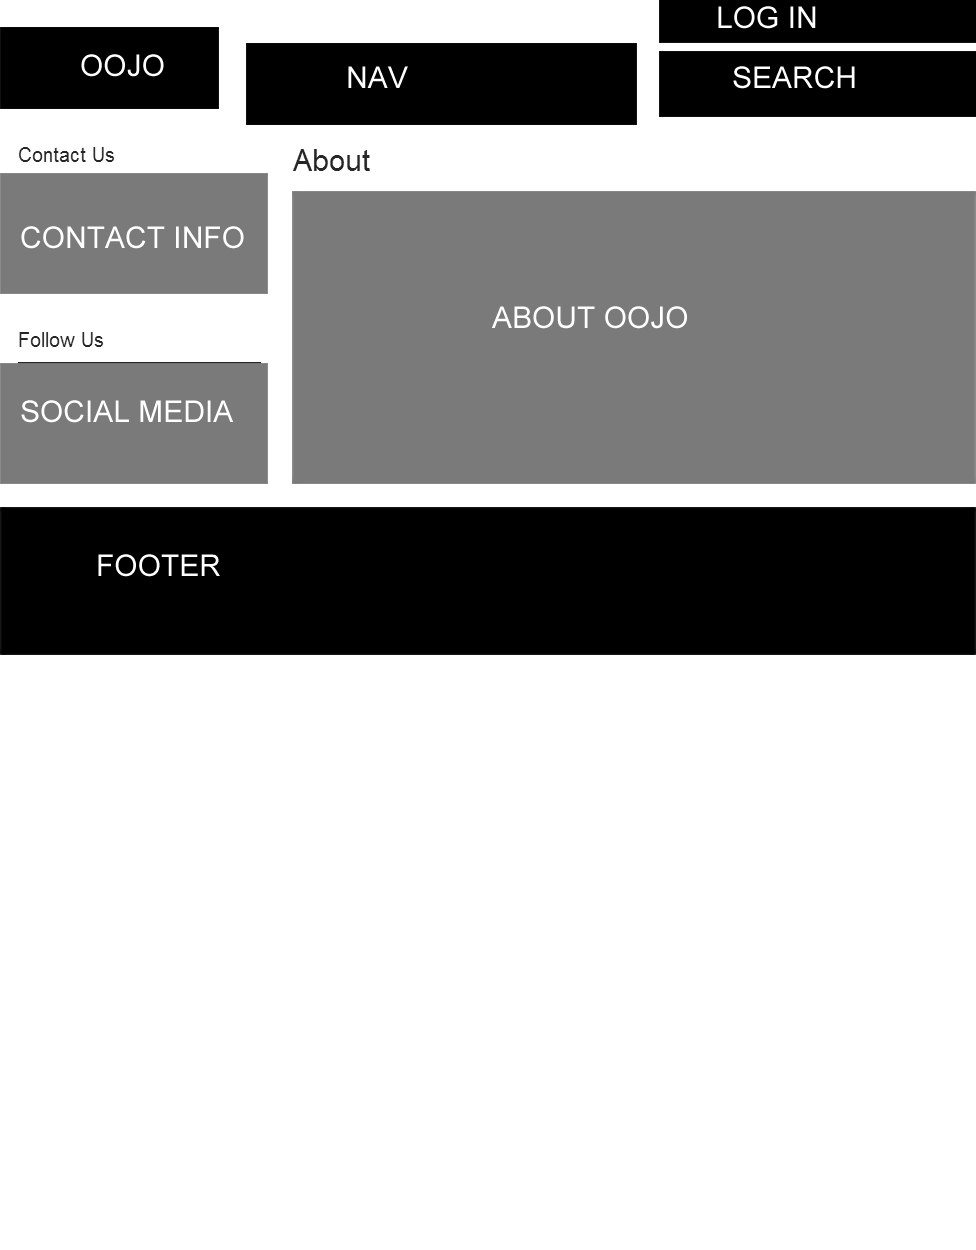 LOG IN
OOJO
NAV
SEARCH
Contact Us
About
CONTACT INFO
ABOUT OOJO
Follow Us
SOCIAL MEDIA
FOOTER